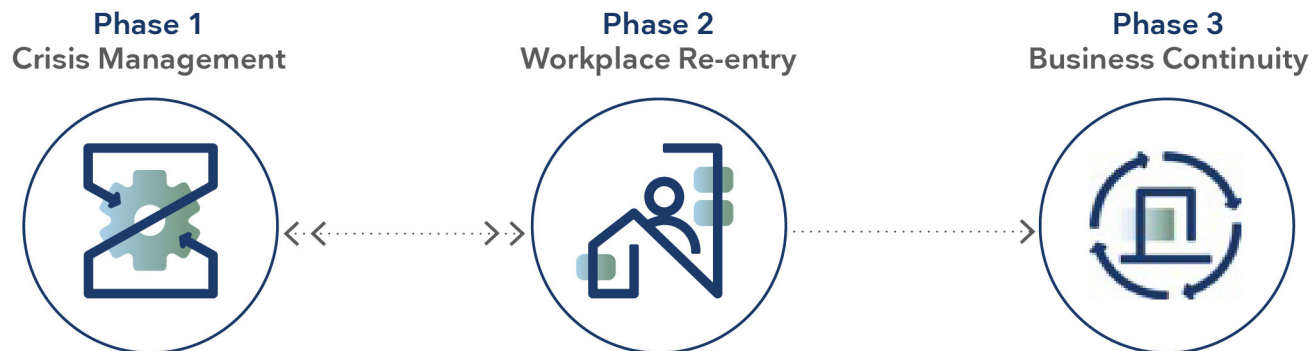 Phase 1
Crisis Management
Phase 2
Workplace Re-entry
Phase 3
Business Continuity